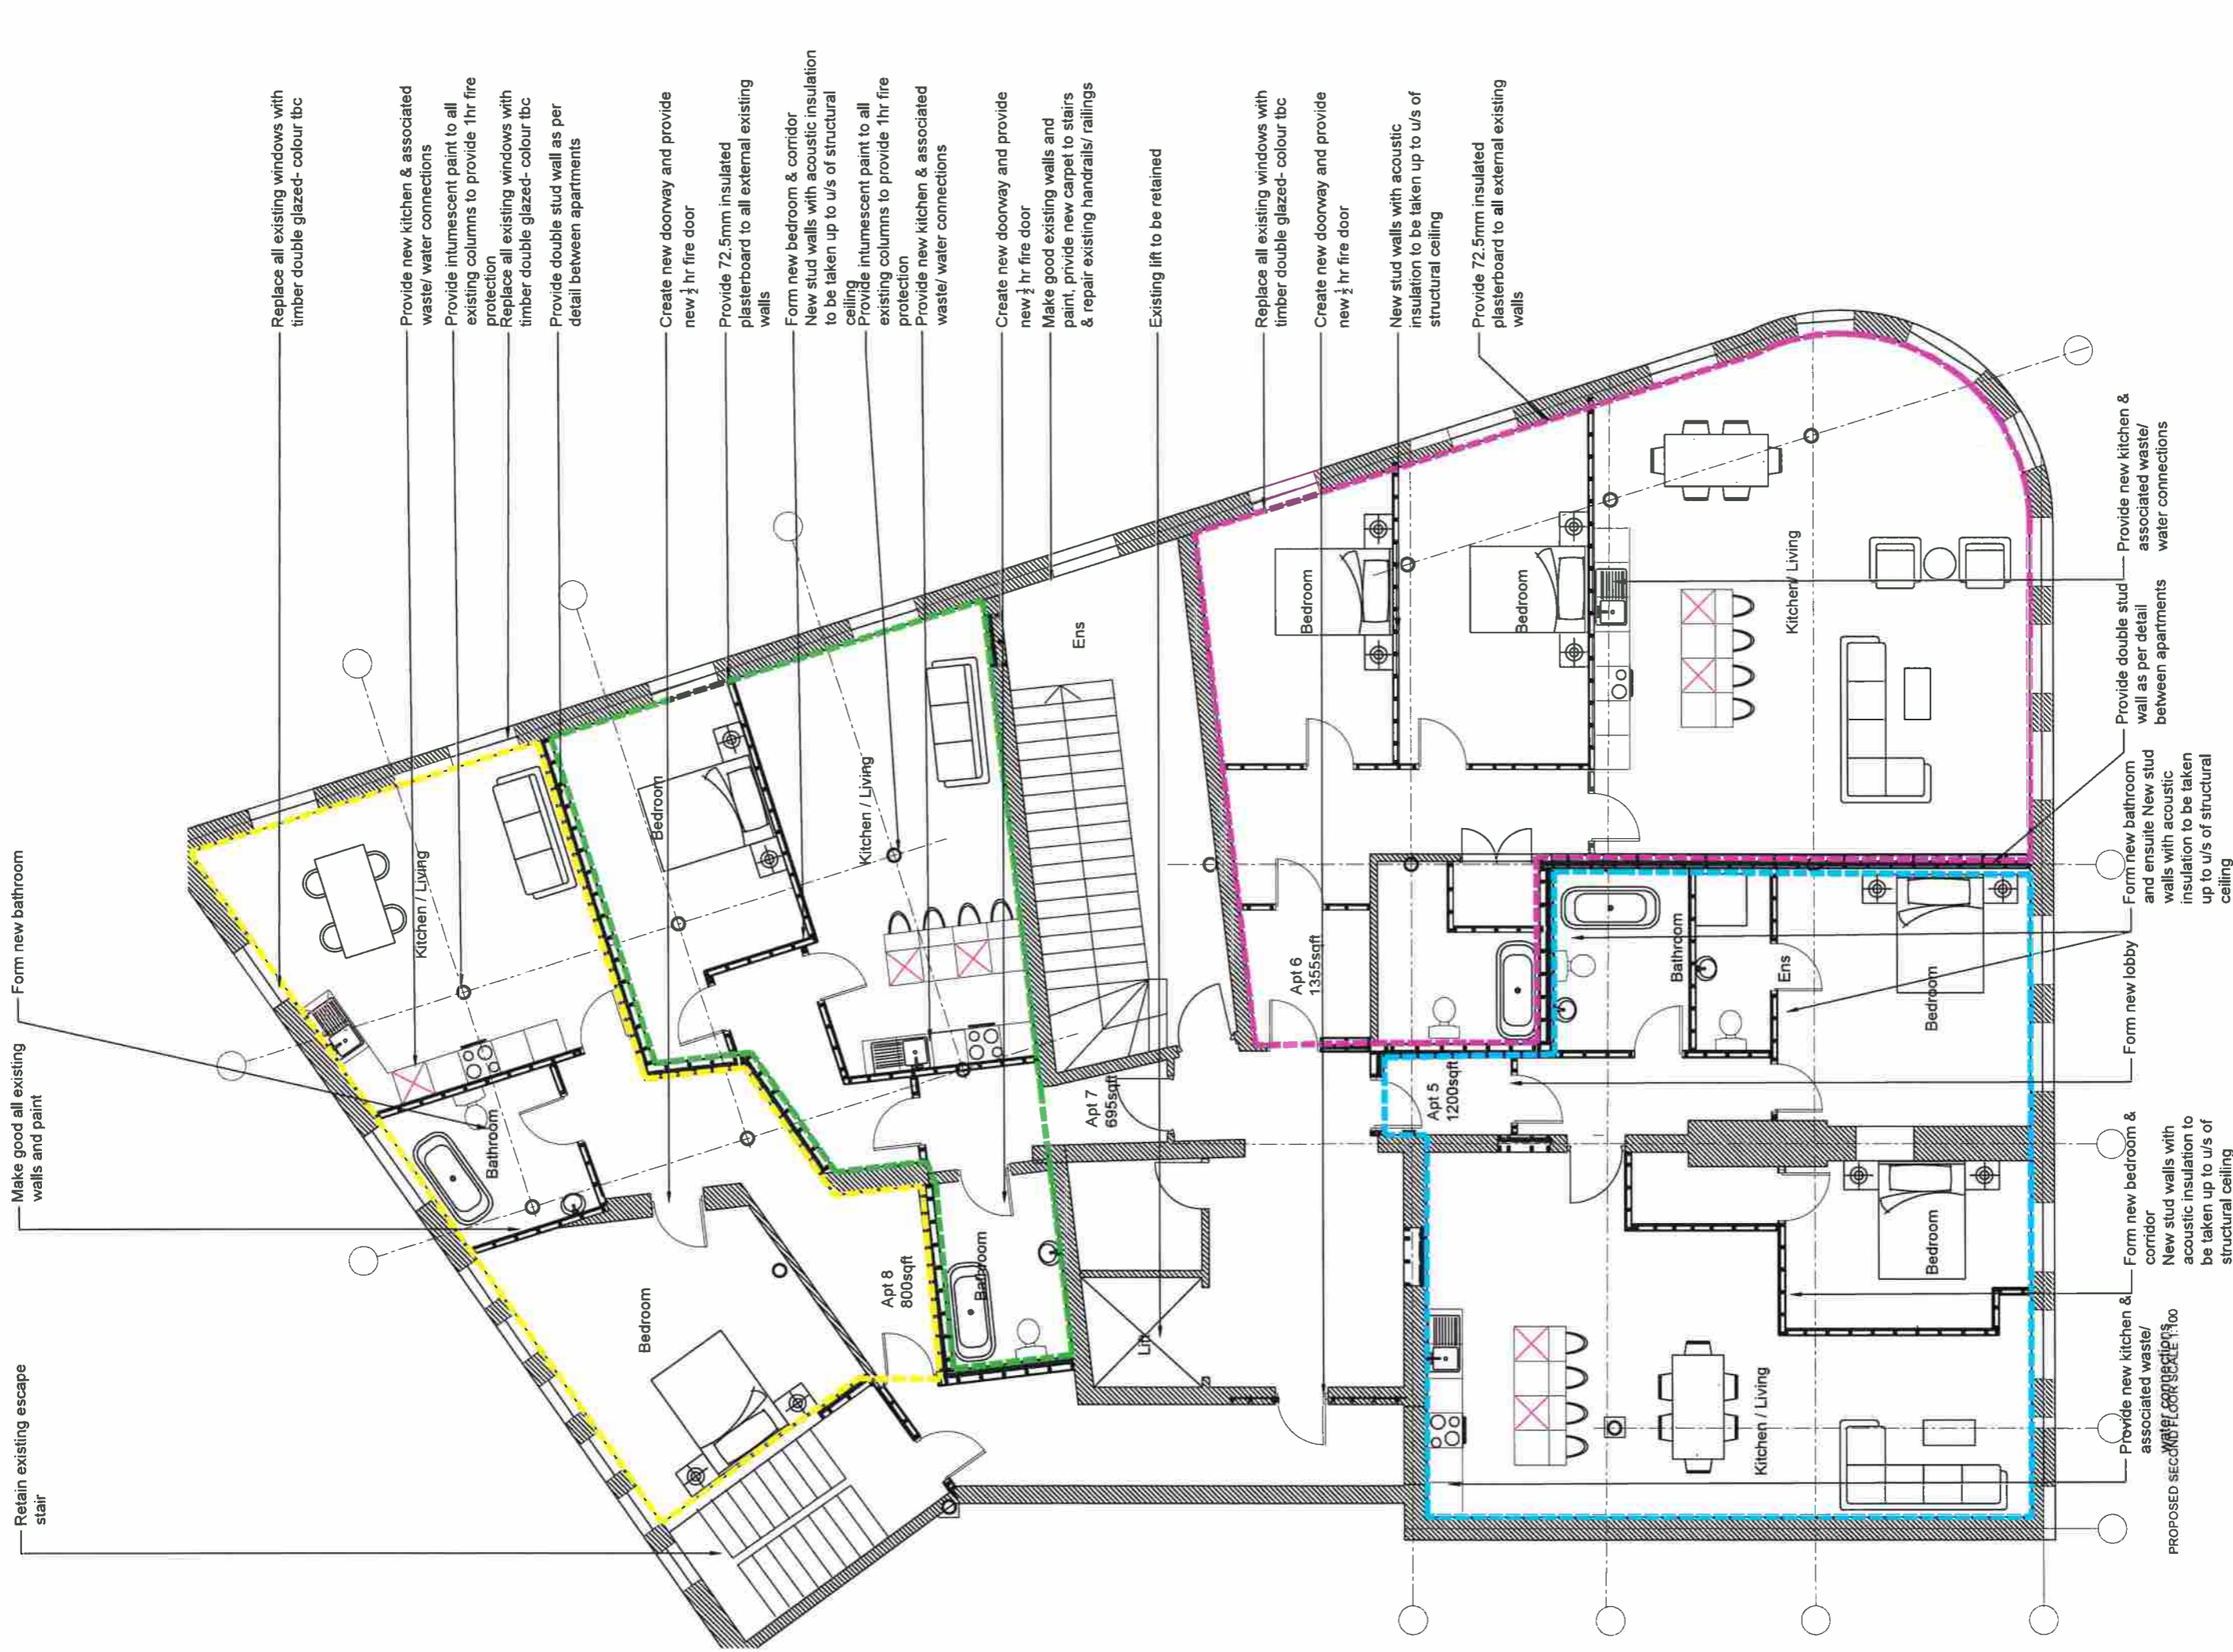 Retain existing escape
stair
Make good all existing
walls and paint
Form new bathroom
Replace all existing windows with
timber double glazed- colour tbc
Provide new kitchen & associated
waste/ water connections
Provide intumescent paint to all
existing columns to provide 1hr fire
protection
Replace all existing windows with
timber double glazed- colour tbc
Provide double stud wall as per
detail between apartments
Create new doorway and provide
new ½ hr fire door
Provide 72.5mm insulated
plasterboard to all external existing
walls
Form new bedroom & corridor
New stud walls with acoustic insulation
to be taken up to u/s of structural
ceiling
Provide intumescent paint to all
existing columns to provide 1hr fire
protection
Provide new kitchen & associated
waste/ water connections
Create new doorway and provide
new ½ hr fire door
Make good existing walls and
paint, privide new carpet to stairs
& repair existing handrails/ railings
Existing lift to be retained
Replace all existing windows with
timber double glazed- colour tbc
Create new doorway and provide
new ½ hr fire door
New stud walls with acoustic
insulation to be taken up to u/s of
structural ceiling
Provide 72.5mm insulated
plasterboard to all external existing
walls
Kitchen / Living
Bathroom
Bedroom
Apt 8
800sqft
Bedroom
Kitchen / Living
Bathroom
Apt 7
695sqft
Ens
Lift
Bedroom
Bedroom
Kitchen/ Living
Apt 6
1355sqft
Bathroom
Ens
Bedroom
Apt 5
1200sqft
Bedroom
Kitchen / Living
Provide new kitchen &
associated waste/
water connections
Form new bedroom &
corridor
New stud walls with
acoustic insulation to
be taken up to u/s of
structural ceiling
Form new lobby
Form new bathroom
and ensuite New stud
walls with acoustic
insulation to be taken
up to u/s of structural
ceiling
Provide double stud
wall as per detail
between apartments
Provide new kitchen &
associated waste/
water connections
PROPOSED SECOND FLOOR SCALE 1:100